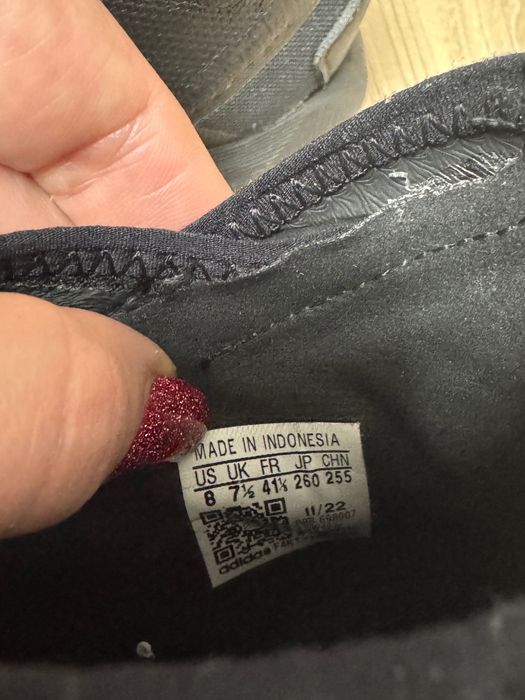 MADE IN INDONESIA
US UK FR JP CHN
8 7½ 41⅓ 260 255
11/22
adidas